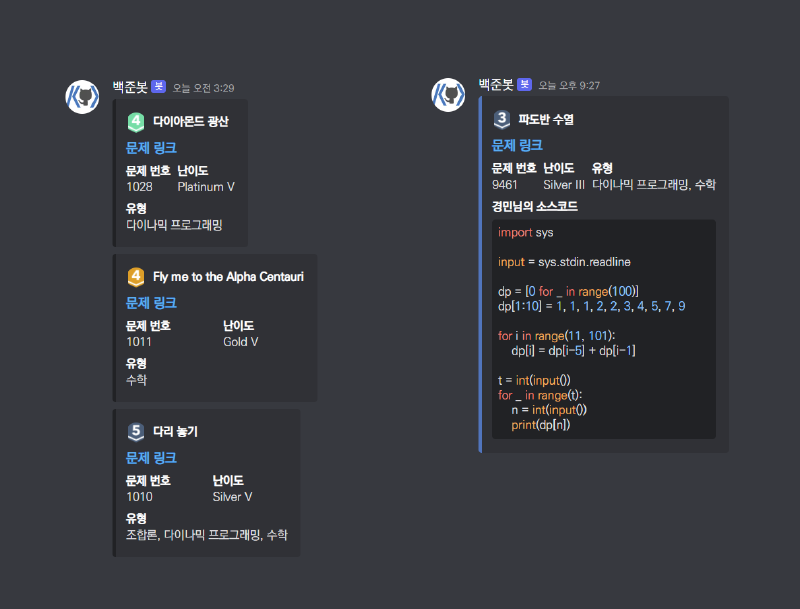 백준봇 봇 오늘 오전 3:29
4 다이아몬드 광산
문제 링크
문제 번호 난이도
1028 Platinum V
유형
다이나믹 프로그래밍
4 Fly me to the Alpha Centauri
문제 링크
문제 번호 난이도
1011 Gold V
유형
수학
5 다리 놓기
문제 링크
문제 번호 난이도
1010 Silver V
유형
조합론, 다이나믹 프로그래밍, 수학
백준봇 봇 오늘 오후 9:27
3 파도반 수열
문제 링크
문제 번호 난이도 유형
9461 Silver III 다이나믹 프로그래밍, 수학
경민님의 소스코드
import sys
input = sys.stdin.readline
dp = [0 for _ in range(100)]
dp[1:10] = 1, 1, 1, 2, 2, 3, 4, 5, 7, 9
for i in range(11, 101):
dp[i] = dp[i-5] + dp[i-1]
t = int(input())
for _ in range(t):
n = int(input())
print(dp[n])